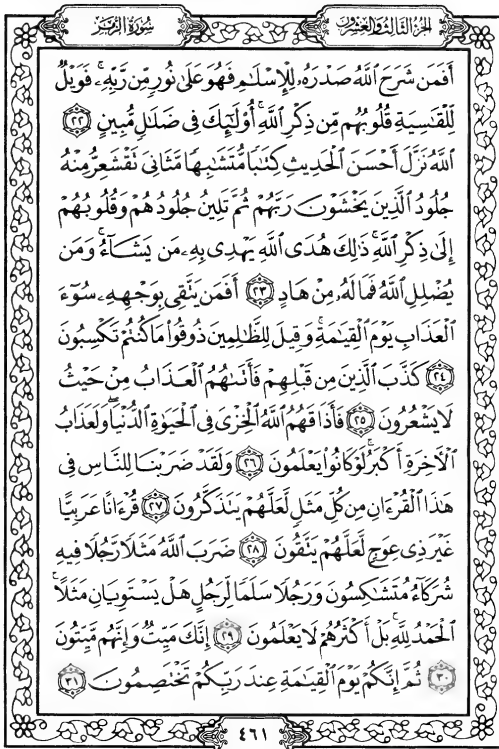 الجزء الثالث والعشرون سورة الزمر
أَفَمَن شَرَحَ ٱللَّهُ صَدْرَهُۥ لِلْإِسْلَٰمِ فَهُوَ عَلَىٰ نُورٍ مِّن رَّبِّهِۦ ۚ فَوَيْلٌ
لِّلْقَٰسِيَةِ قُلُوبُهُم مِّن ذِكْرِ ٱللَّهِ ۚ أُو۟لَٰٓئِكَ فِى ضَلَٰلٍ مُّبِينٍ ٢٢
ٱللَّهُ نَزَّلَ أَحْسَنَ ٱلْحَدِيثِ كِتَٰبًا مُّتَشَٰبِهًا مَّثَانِىَ تَقْشَعِرُّ مِنْهُ
جُلُودُ ٱلَّذِينَ يَخْشَوْنَ رَبَّهُمْ ثُمَّ تَلِينُ جُلُودُهُمْ وَقُلُوبُهُمْ
إِلَىٰ ذِكْرِ ٱللَّهِ ۚ ذَٰلِكَ هُدَى ٱللَّهِ يَهْدِى بِهِۦ مَن يَشَآءُ ۚ وَمَن
يُضْلِلِ ٱللَّهُ فَمَا لَهُۥ مِنْ هَادٍ ٢٣ أَفَمَن يَتَّقِى بِوَجْهِهِۦ سُوٓءَ
ٱلْعَذَابِ يَوْمَ ٱلْقِيَٰمَةِ ۚ وَقِيلَ لِلظَّٰلِمِينَ ذُوقُوا۟ مَا كُنتُمْ تَكْسِبُونَ
٢٤ كَذَّبَ ٱلَّذِينَ مِن قَبْلِهِمْ فَأَتَىٰهُمُ ٱلْعَذَابُ مِنْ حَيْثُ
لَا يَشْعُرُونَ ٢٥ فَأَذَاقَهُمُ ٱللَّهُ ٱلْخِزْىَ فِى ٱلْحَيَوٰةِ ٱلدُّنْيَا ۖ وَلَعَذَابُ
ٱلْءَاخِرَةِ أَكْبَرُ ۚ لَوْ كَانُوا۟ يَعْلَمُونَ ٢٦ وَلَقَدْ ضَرَبْنَا لِلنَّاسِ فِى
هَٰذَا ٱلْقُرْءَانِ مِن كُلِّ مَثَلٍ لَّعَلَّهُمْ يَتَذَكَّرُونَ ٢٧ قُرْءَانًا عَرَبِيًّا
غَيْرَ ذِى عِوَجٍ لَّعَلَّهُمْ يَتَّقُونَ ٢٨ ضَرَبَ ٱللَّهُ مَثَلًا رَّجُلًا فِيهِ
شُرَكَآءُ مُتَشَٰكِسُونَ وَرَجُلًا سَلَمًا لِّرَجُلٍ هَلْ يَسْتَوِيَانِ مَثَلًا ۚ
ٱلْحَمْدُ لِلَّهِ ۚ بَلْ أَكْثَرُهُمْ لَا يَعْلَمُونَ ٢٩ إِنَّكَ مَيِّتٌ وَإِنَّهُم مَّيِّتُونَ
٣٠ ثُمَّ إِنَّكُمْ يَوْمَ ٱلْقِيَٰمَةِ عِندَ رَبِّكُمْ تَخْتَصِمُونَ ٣١
٤٦١